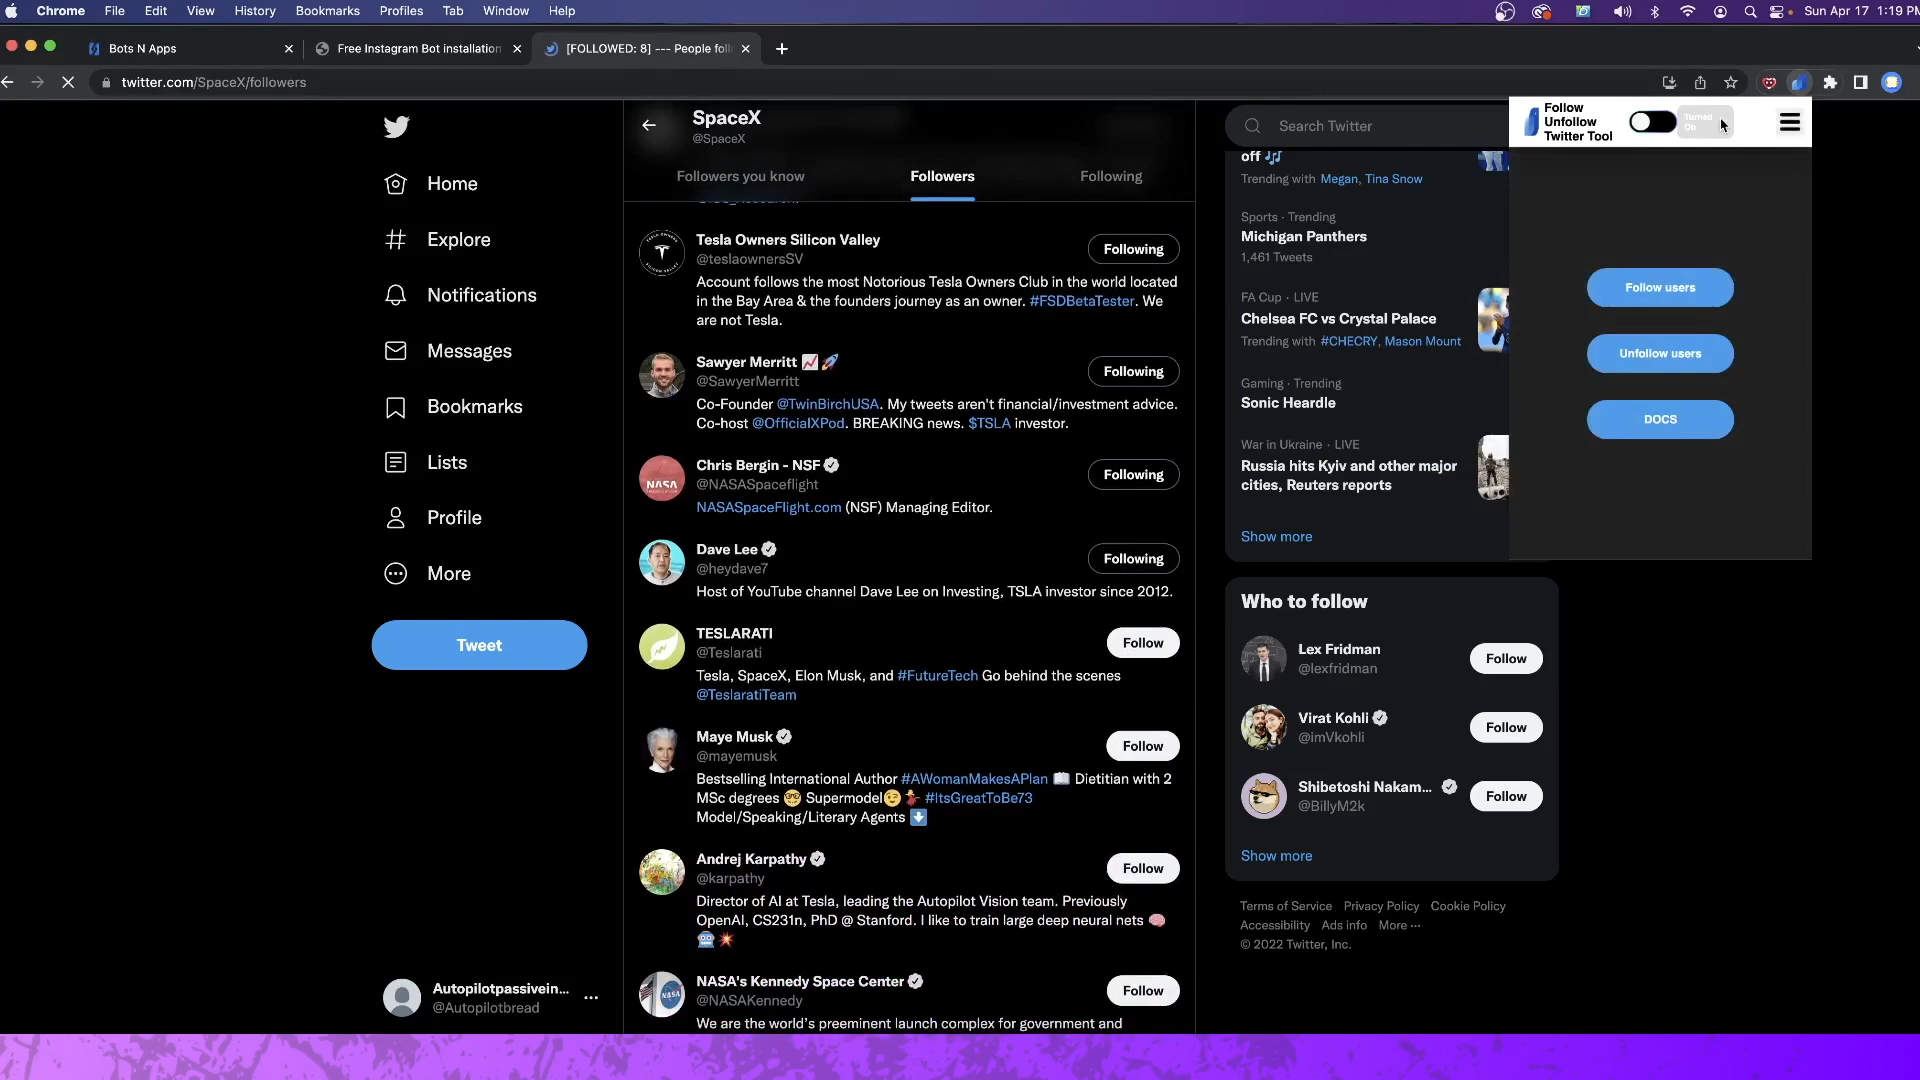 Chrome File Edit View History Bookmarks Profiles Tab Window Help
Sun Apr 17 1:19 PM
Bots N Apps
Free Instagram Bot installation
[FOLLOWED: 8] --- People foll
twitter.com/SpaceX/followers
Home
Explore
Notifications
Messages
Bookmarks
Lists
Profile
More
Tweet
Autopilotpassivein...
@Autopilotbread
SpaceX
@SpaceX
Followers you know
Followers
Following
Tesla Owners Silicon Valley
@teslaownersSV
Following
Account follows the most Notorious Tesla Owners Club in the world located
in the Bay Area & the founders journey as an owner. #FSDBetaTester. We
are not Tesla.
Sawyer Merritt 📈🚀
@SawyerMerritt
Following
Co-Founder @TwinBirchUSA. My tweets aren't financial/investment advice.
Co-host @OfficialXPod. BREAKING news. $TSLA investor.
Chris Bergin - NSF
@NASASpaceflight
Following
NASASpaceFlight.com (NSF) Managing Editor.
Dave Lee
@heydave7
Following
Host of YouTube channel Dave Lee on Investing, TSLA investor since 2012.
TESLARATI
@Teslarati
Follow
Tesla, SpaceX, Elon Musk, and #FutureTech Go behind the scenes
@TeslaratiTeam
Maye Musk
@mayemusk
Follow
Bestselling International Author #AWomanMakesAPlan 📖 Dietitian with 2
MSc degrees 🤓 Supermodel😉💃 #ItsGreatToBe73
Model/Speaking/Literary Agents ⬇️
Andrej Karpathy
@karpathy
Follow
Director of AI at Tesla, leading the Autopilot Vision team. Previously
OpenAI, CS231n, PhD @ Stanford. I like to train large deep neural nets 🧠
🤖💥
NASA's Kennedy Space Center
@NASAKennedy
Follow
We are the world's preeminent launch complex for government and
Search Twitter
off 🎶
Trending with Megan, Tina Snow
Sports · Trending
Michigan Panthers
1,461 Tweets
FA Cup · LIVE
Chelsea FC vs Crystal Palace
Trending with #CHECRY, Mason Mount
Gaming · Trending
Sonic Heardle
War in Ukraine · LIVE
Russia hits Kyiv and other major
cities, Reuters reports
Show more
Who to follow
Lex Fridman
@lexfridman
Follow
Virat Kohli
@imVkohli
Follow
Shibetoshi Nakam...
@BillyM2k
Follow
Show more
Terms of Service Privacy Policy Cookie Policy
Accessibility Ads info More ···
© 2022 Twitter, Inc.
Follow
Unfollow
Twitter Tool
Turned
On
Follow users
Unfollow users
DOCS